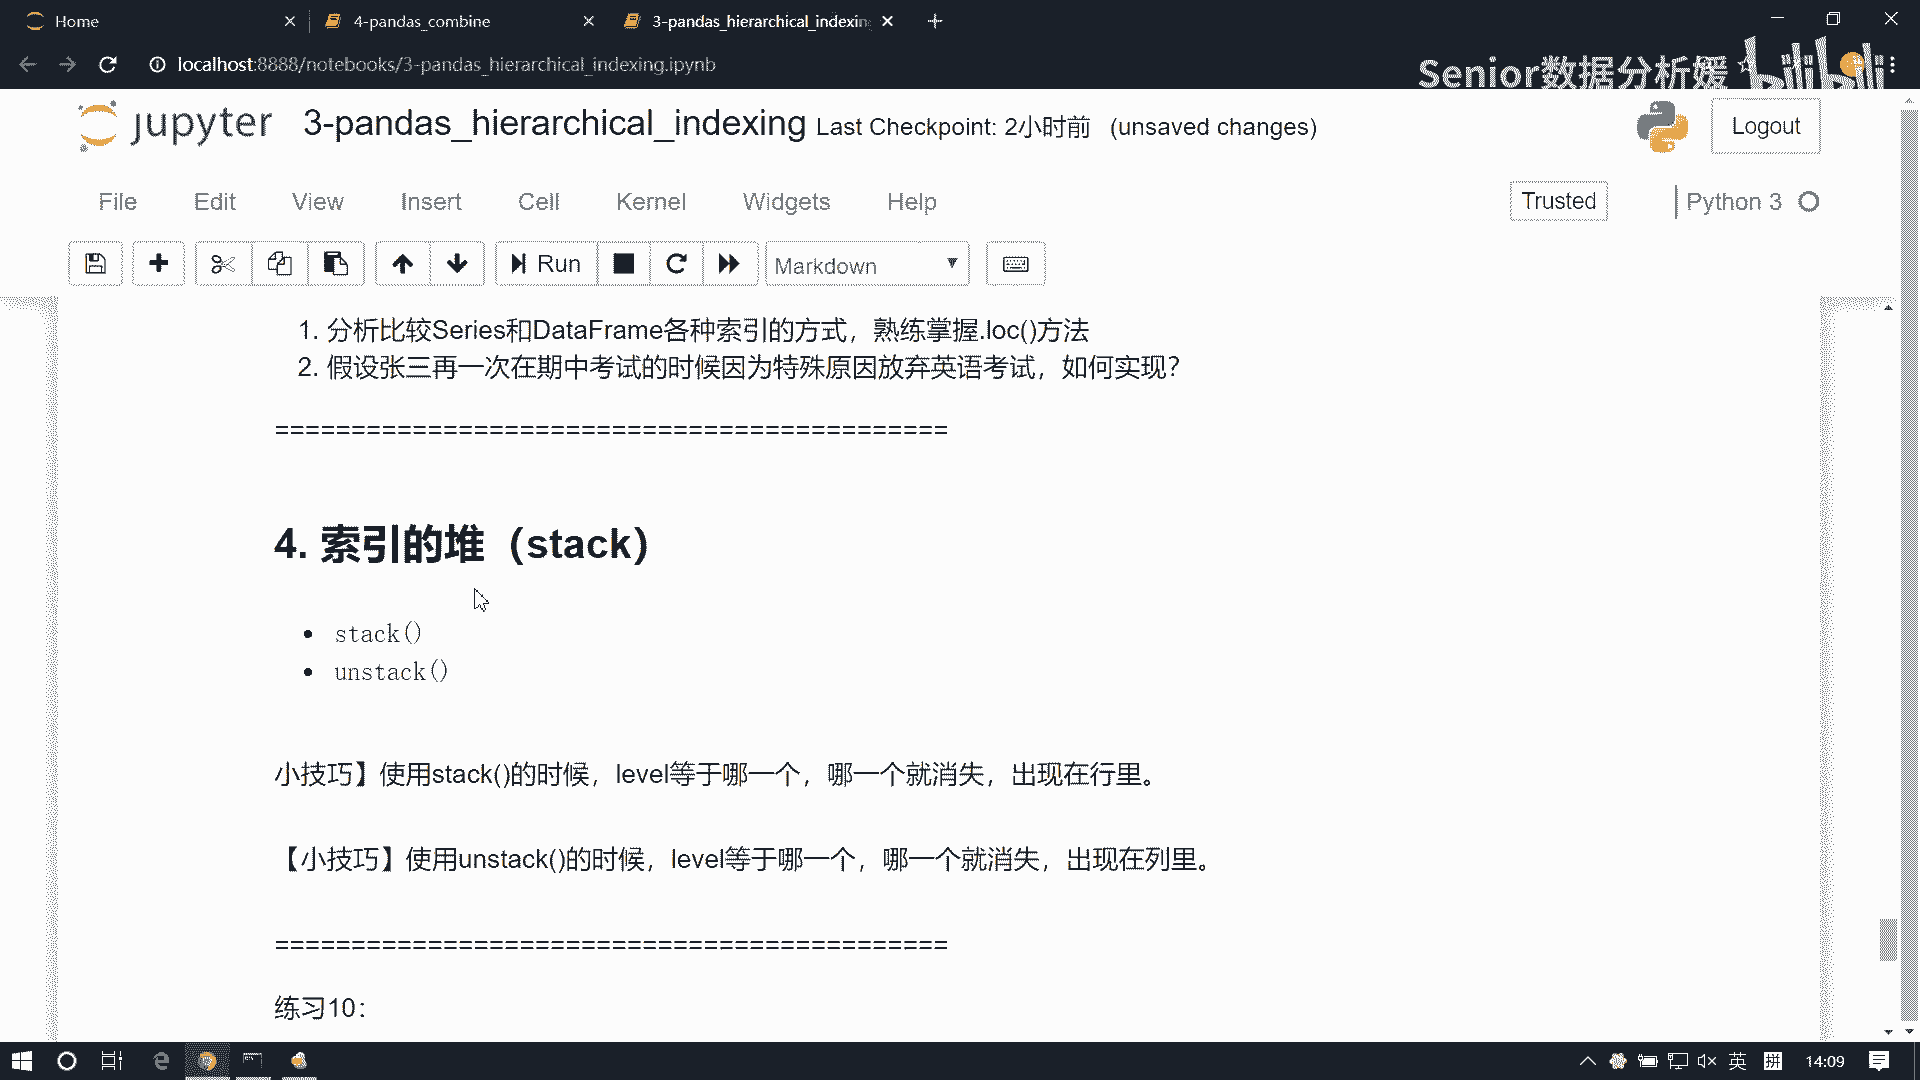 Home
4-pandas_combine
3-pandas_hierarchical_indexin
localhost:8888/notebooks/3-pandas_hierarchical_indexing.ipynb
Senior数据分析媛
bilibili
jupyter 3-pandas_hierarchical_indexing Last Checkpoint: 2小时前 (unsaved changes)
Logout
File Edit View Insert Cell Kernel Widgets Help
Trusted
Python 3
Run
Markdown
1. 分析比较Series和DataFrame各种索引的方式，熟练掌握.loc()方法
2. 假设张三再一次在期中考试的时候因为特殊原因放弃英语考试，如何实现？
==========================================
4. 索引的堆（stack）
• stack()
• unstack()
小技巧】使用stack()的时候，level等于哪一个，哪一个就消失，出现在行里。
【小技巧】使用unstack()的时候，level等于哪一个，哪一个就消失，出现在列里。
==========================================
练习10：
英
拼
14:09